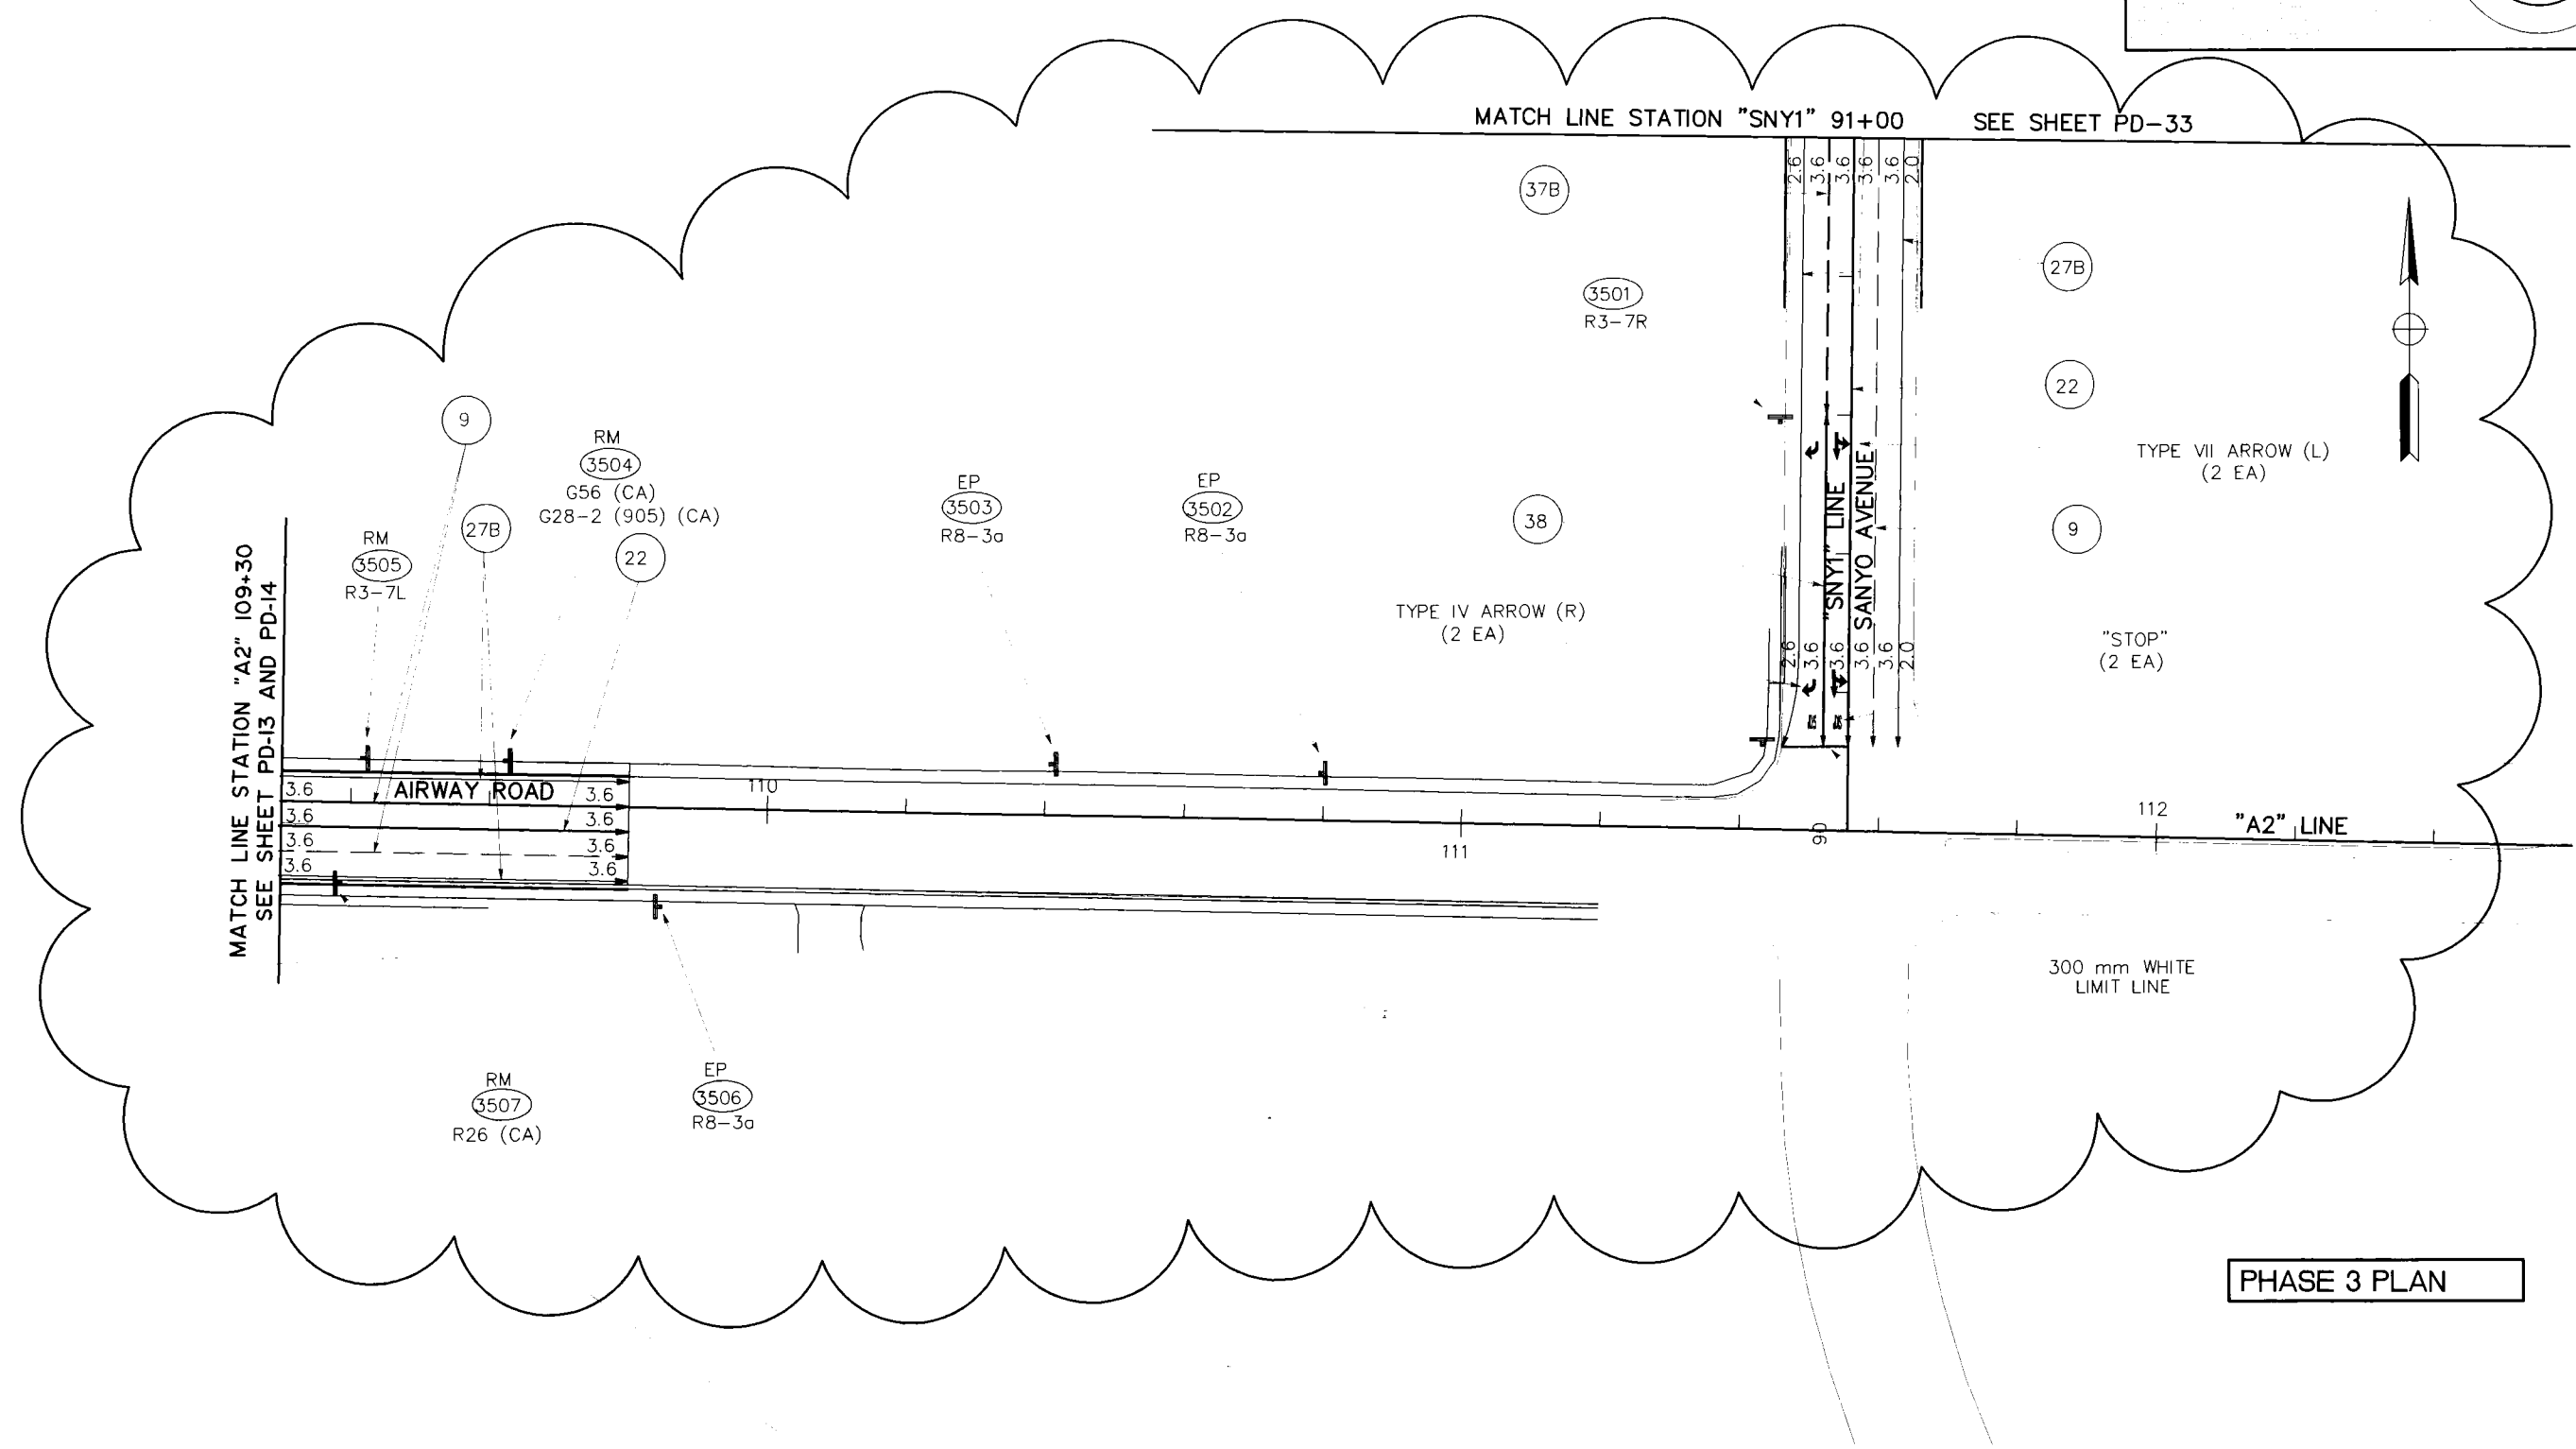 MATCH LINE STATION "SNY1" 91+00 SEE SHEET PD-33
2.6
3.6
3.6
3.6
3.6
2.0
37B
27B
3501
R3-7R
22
9
RM
3504
G56 (CA)
G28-2 (905) (CA)
TYPE VII ARROW (L)
(2 EA)
EP
3503
R8-3a
EP
3502
R8-3a
38
9
27B
RM
3505
R3-7L
22
"SNY1" LINE
SANYO AVENUE
TYPE IV ARROW (R)
(2 EA)
"STOP"
(2 EA)
2.6
3.6
3.6
3.6
3.6
2.0
MATCH LINE STATION "A2" 109+30
SEE SHEET PD-13 AND PD-14
3.6 AIRWAY ROAD 3.6
3.6 3.6
3.6 3.6
3.6 3.6
110
111
90
112
"A2" LINE
300 mm WHITE
LIMIT LINE
RM
3507
R26 (CA)
EP
3506
R8-3a
PHASE 3 PLAN